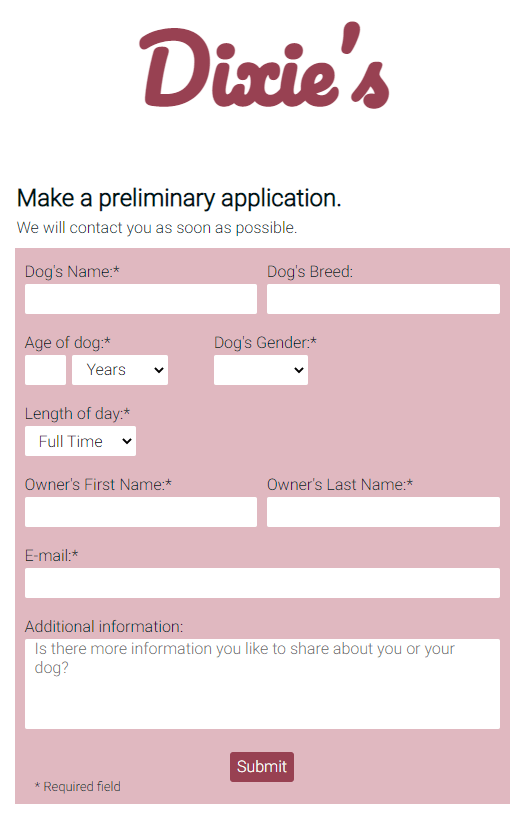 Dixie's
Make a preliminary application.
We will contact you as soon as possible.
Dog's Name:* Dog's Breed:
Age of dog:* Dog's Gender:*
Years
Length of day:*
Full Time
Owner's First Name:* Owner's Last Name:*
E-mail:*
Additional information:
Is there more information you like to share about you or your
dog?
Submit
* Required field